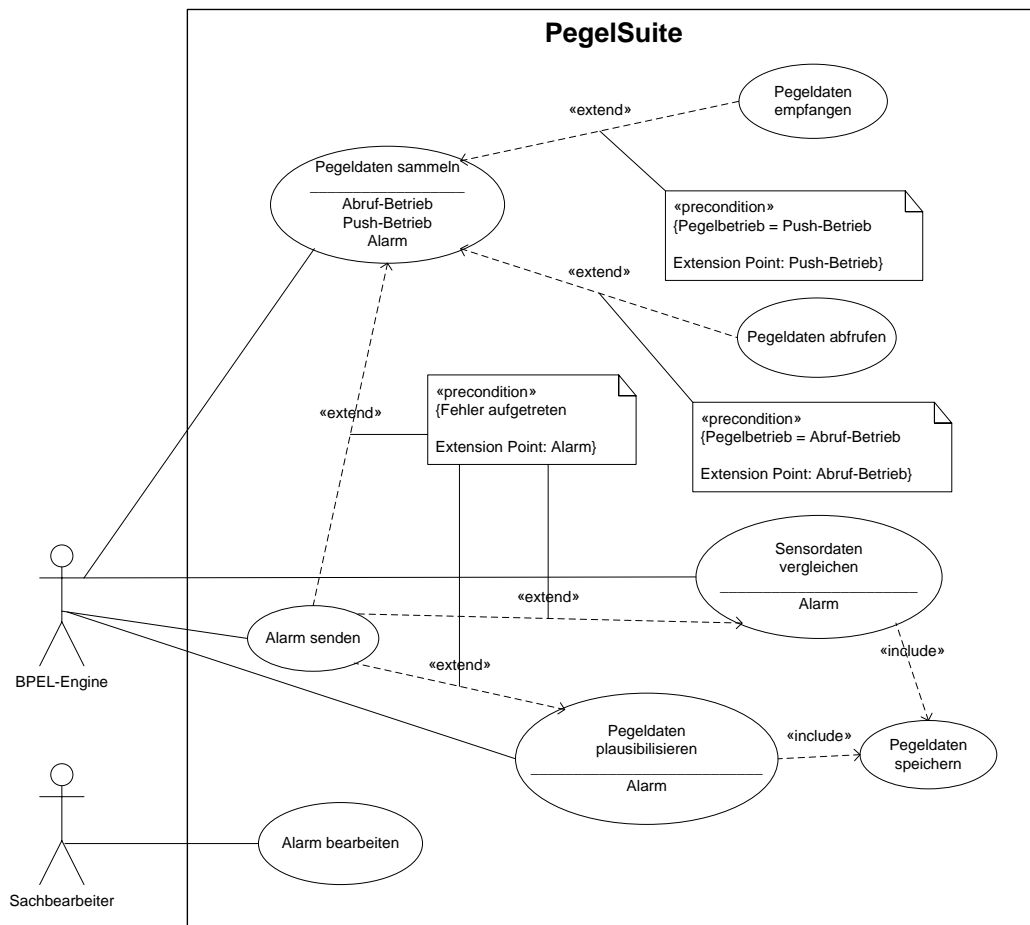 PegelSuite
Pegeldaten
empfangen
«extend»
Pegeldaten sammeln
Abruf-Betrieb
Push-Betrieb
Alarm
«precondition»
{Pegelbetrieb = Push-Betrieb
Extension Point: Push-Betrieb}
«extend»
Pegeldaten abfrufen
«precondition»
{Fehler aufgetreten
Extension Point: Alarm}
«extend»
«precondition»
{Pegelbetrieb = Abruf-Betrieb
Extension Point: Abruf-Betrieb}
Sensordaten
vergleichen
Alarm
«extend»
Alarm senden
BPEL-Engine
«extend»
«include»
Pegeldaten
plausibilisieren
Alarm
«include»
Pegeldaten
speichern
Alarm bearbeiten
Sachbearbeiter